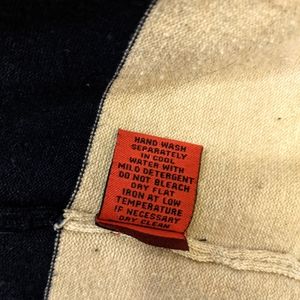 HAND WASH
SEPARATELY
IN COOL
WATER WITH
MILD DETERGENT
DO NOT BLEACH
DRY FLAT
IRON AT LOW
TEMPERATURE
IF NECESSARY
DRY CLEAN